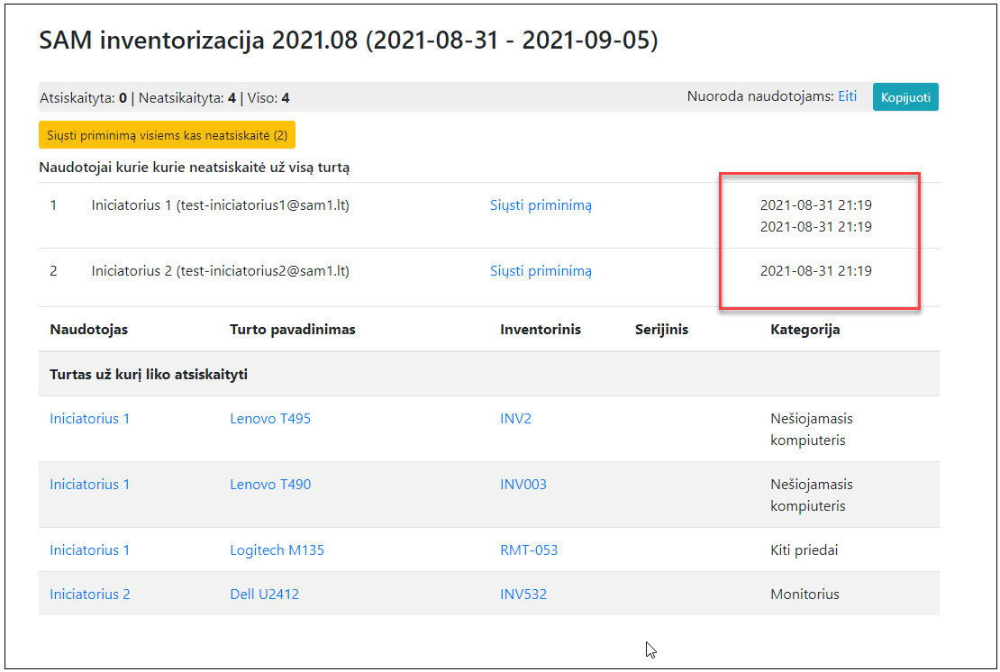 SAM inventorizacija 2021.08 (2021-08-31 - 2021-09-05)
Atsiskaityta: 0 | Neatsikaityta: 4 | Viso: 4 Nuoroda naudotojams: Eiti Kopijuoti
Siųsti priminimą visiems kas neatsiskaitė (2)
Naudotojai kurie kurie neatsiskaitė už visą turtą
1 Iniciatorius 1 (test-iniciatorius1@sam1.lt) Siųsti priminimą 2021-08-31 21:19
2021-08-31 21:19
2 Iniciatorius 2 (test-iniciatorius2@sam1.lt) Siųsti priminimą 2021-08-31 21:19
Naudotojas Turto pavadinimas Inventorinis Serijinis Kategorija
Turtas už kurį liko atsiskaityti
Iniciatorius 1 Lenovo T495 INV2 Nešiojamasis
kompiuteris
Iniciatorius 1 Lenovo T490 INV003 Nešiojamasis
kompiuteris
Iniciatorius 1 Logitech M135 RMT-053 Kiti priedai
Iniciatorius 2 Dell U2412 INV532 Monitorius